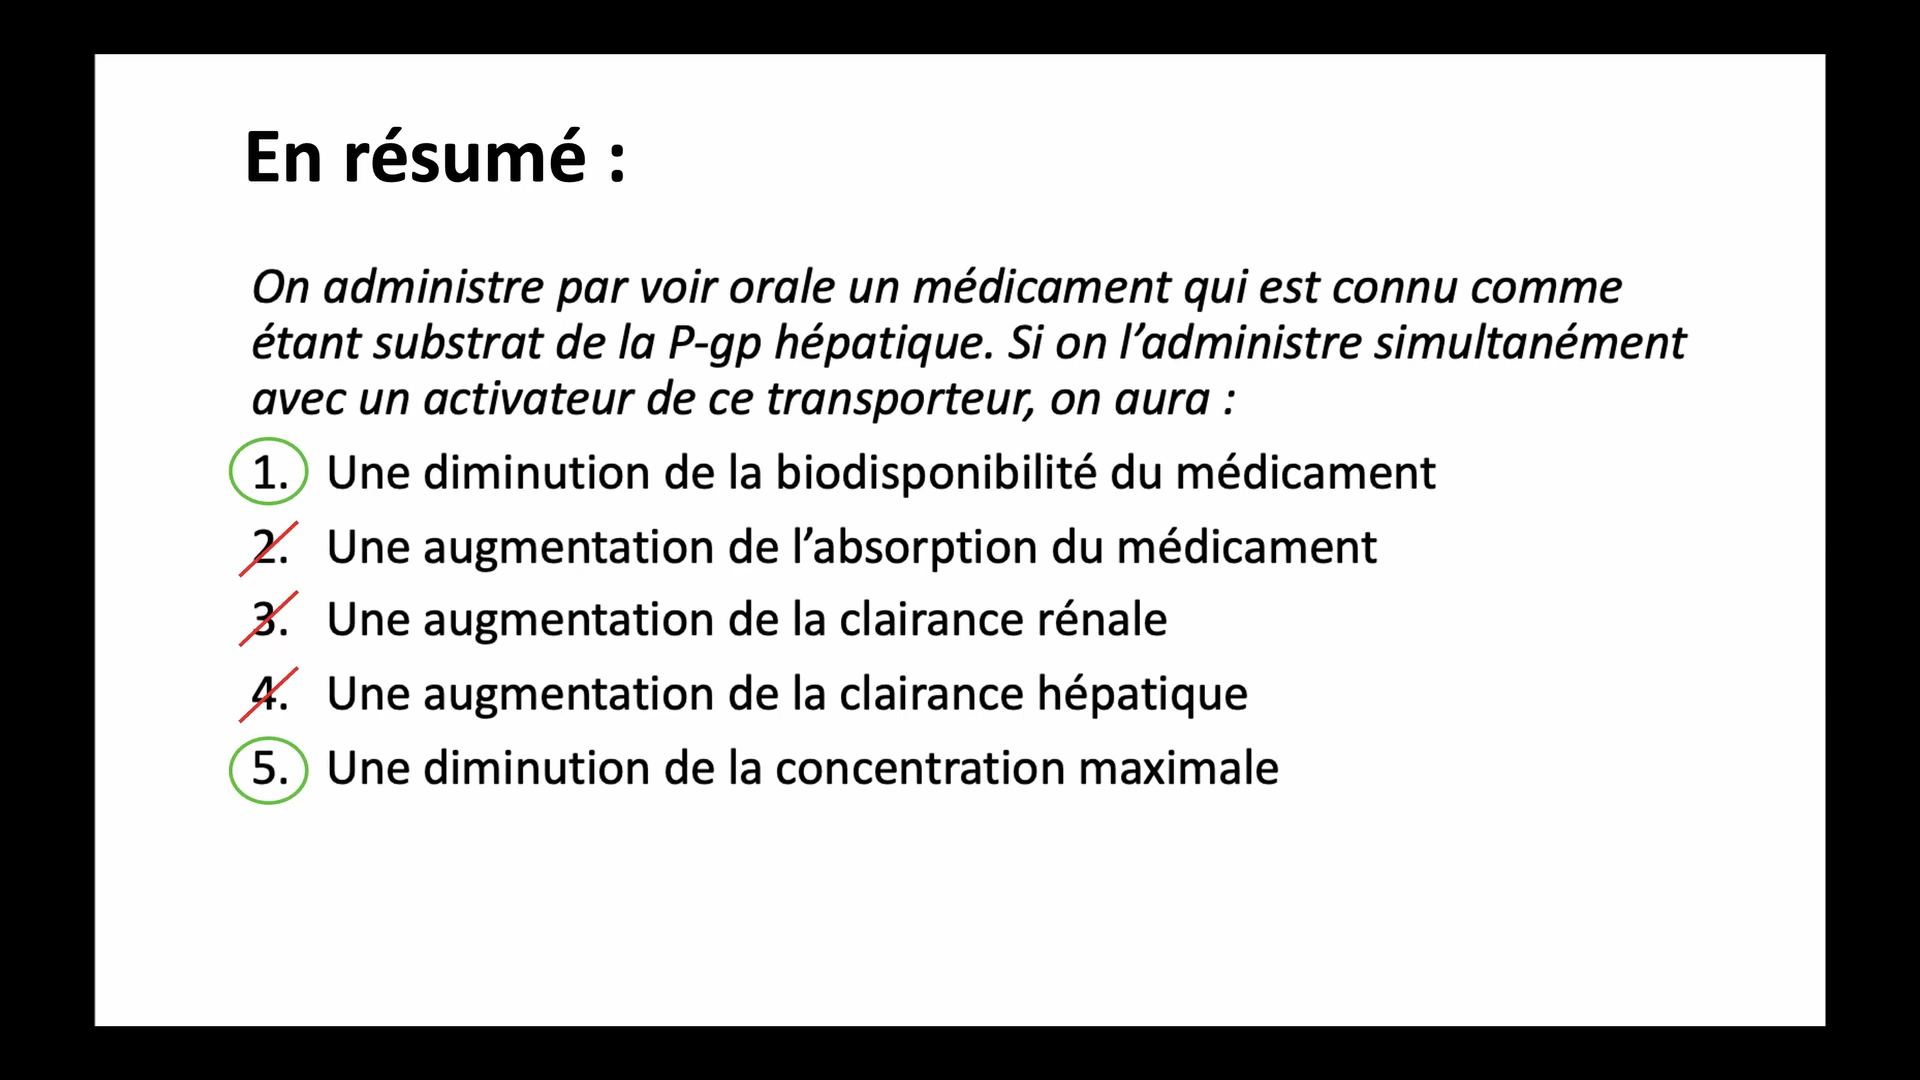 En résumé :
On administre par voir orale un médicament qui est connu comme
étant substrat de la P-gp hépatique. Si on l’administre simultanément
avec un activateur de ce transporteur, on aura :
1. Une diminution de la biodisponibilité du médicament
2. Une augmentation de l’absorption du médicament
3. Une augmentation de la clairance rénale
4. Une augmentation de la clairance hépatique
5. Une diminution de la concentration maximale